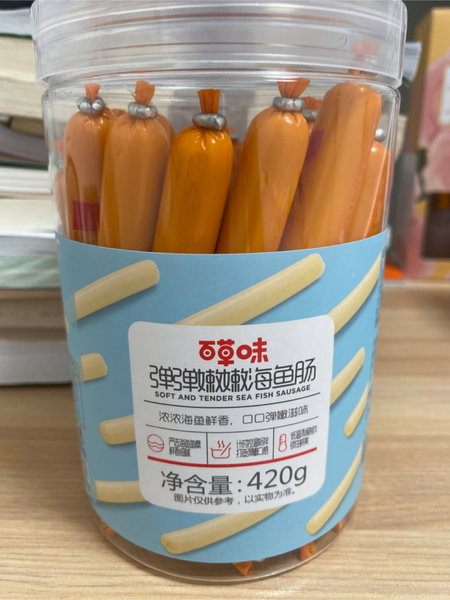 百草味
弹弹嫩嫩海鱼肠
SOFT AND TENDER SEA FISH SAUSAGE
浓浓海鱼鲜香，口口弹嫩滋味
净含量：420g
图片仅供参考，以实物为准。